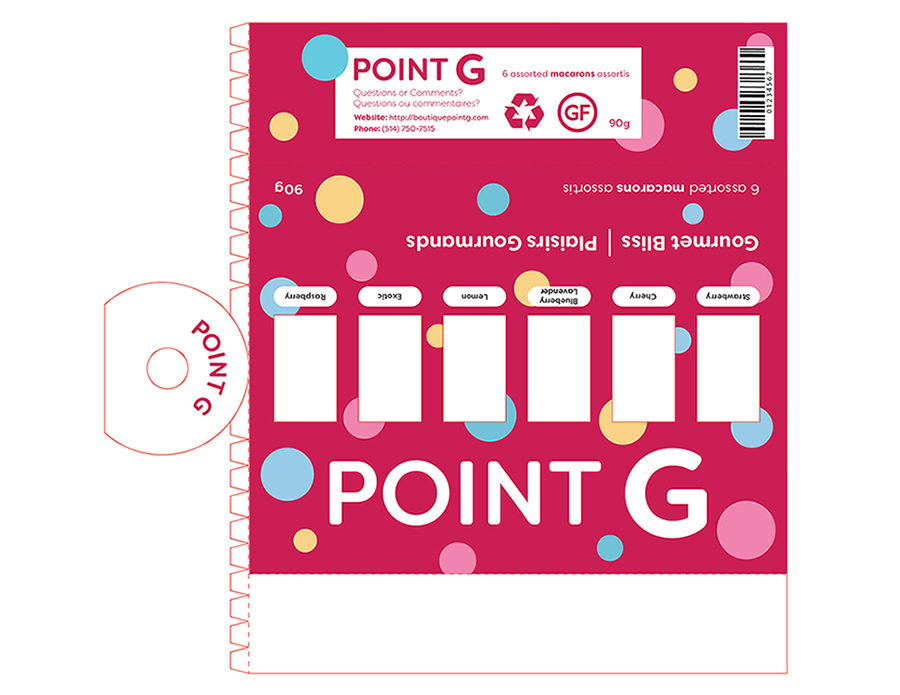 POINT G
6 assorted macarons assortis
Questions or Comments?
Questions ou commentaires?
Website: http://boutiquepointg.com
Phone: (514) 750-7515
GF
90g
01234567
6 assorted macarons assortis
90g
Gourmet Bliss | Plaisirs Gourmands
Strawberry
Cherry
Blueberry
Lavender
Lemon
Exotic
Raspberry
POINT G
POINT G